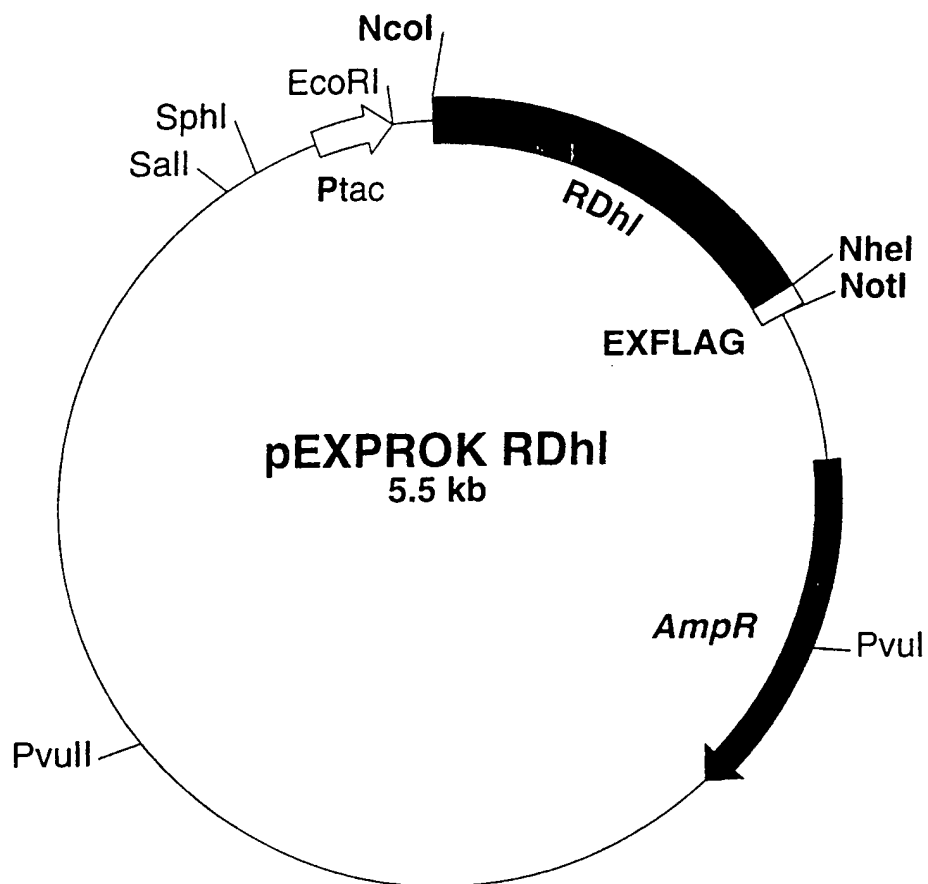 NcoI
EcoRI
SphI
SalI
Ptac
RDhI
NheI
NotI
EXFLAG
pEXPROK RDhI
5.5 kb
AmpR
PvuI
PvuII